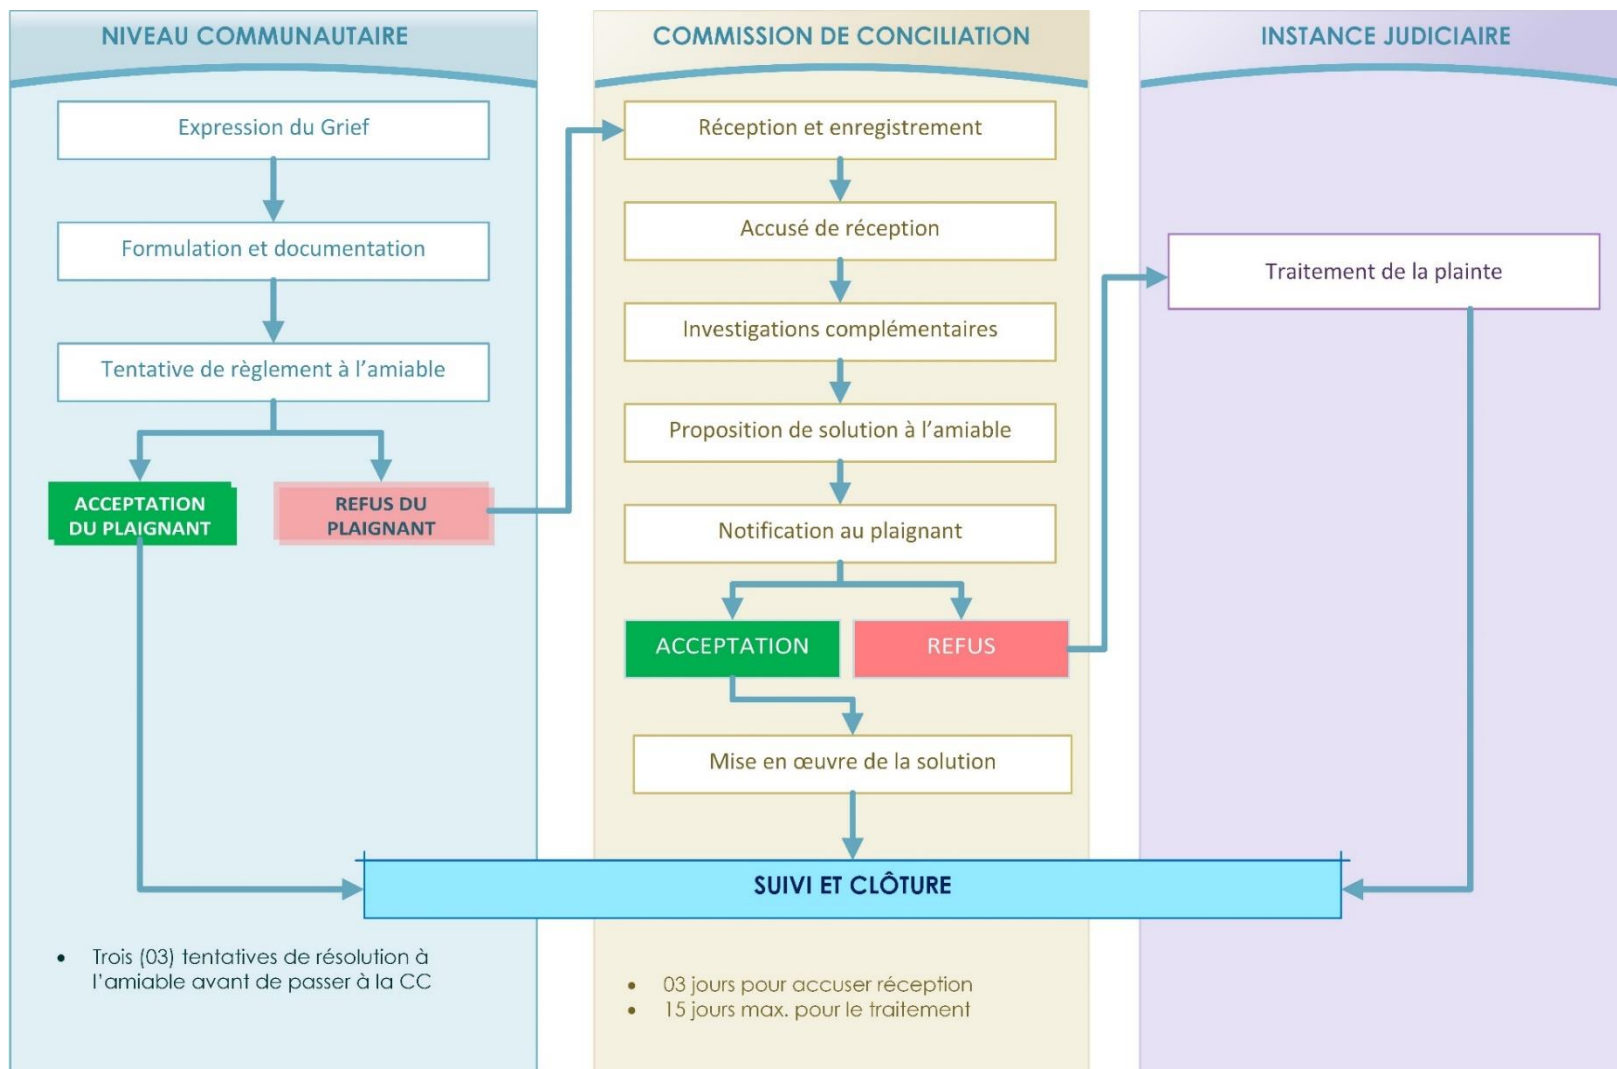 NIVEAU COMMUNAUTAIRE
Expression du Grief
Formulation et documentation
Tentative de règlement à l'amiable
ACCEPTATION
DU PLAIGNANT
REFUS DU
PLAIGNANT
• Trois (03) tentatives de résolution à
l'amiable avant de passer à la CC
COMMISSION DE CONCILIATION
Réception et enregistrement
Accusé de réception
Investigations complémentaires
Proposition de solution à l'amiable
Notification au plaignant
ACCEPTATION
REFUS
Mise en œuvre de la solution
SUIVI ET CLÔTURE
• 03 jours pour accuser réception
• 15 jours max. pour le traitement
INSTANCE JUDICIAIRE
Traitement de la plainte